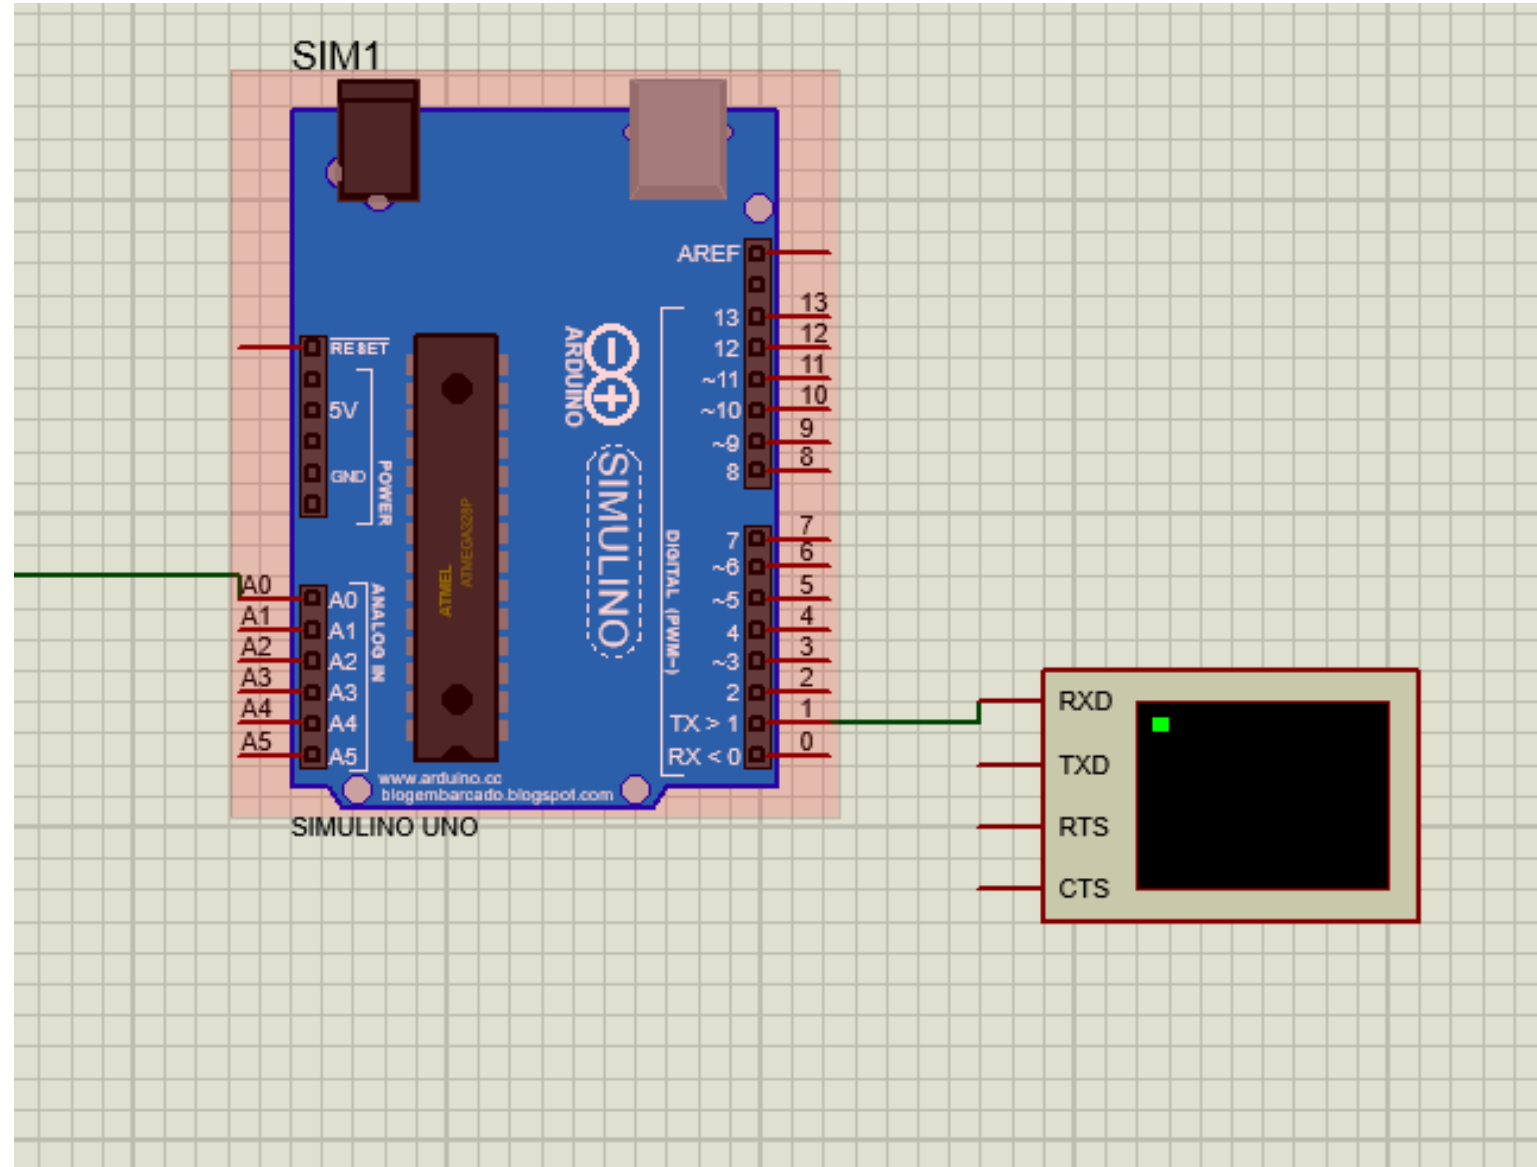 SIM1
AREF
13 13
12 12
~11 11
~10 10
~9 9
8 8
RESET
5V
GND
POWER
ARDUINO
SIMULINO
ATMEL
ATMEGA328P
DIGITAL (PWM~)
7 7
~6 6
~5 5
4 4
~3 3
2 2
TX > 1 1
RX < 0 0
A0 A0
A1 A1
A2 A2
A3 A3
A4 A4
A5 A5
ANALOG IN
www.arduino.cc
blogembarcado.blogspot.com
SIMULINO UNO
RXD
TXD
RTS
CTS